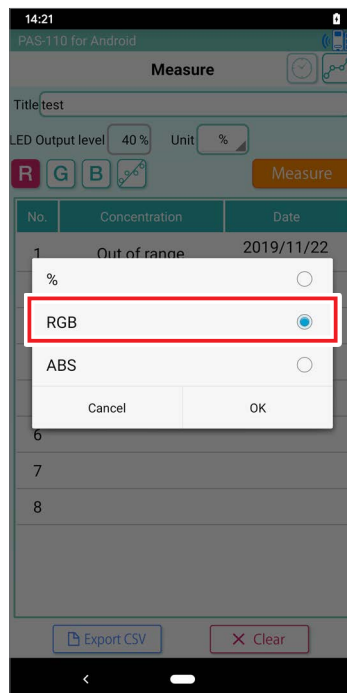 14:21
PAS-110 for Android
Measure
Title test
LED Output level 40 % Unit %
R G B Measure
No. Concentration Date
1 Out of range 2019/11/22
%
RGB
ABS
Cancel OK
6
7
8
Export CSV Clear